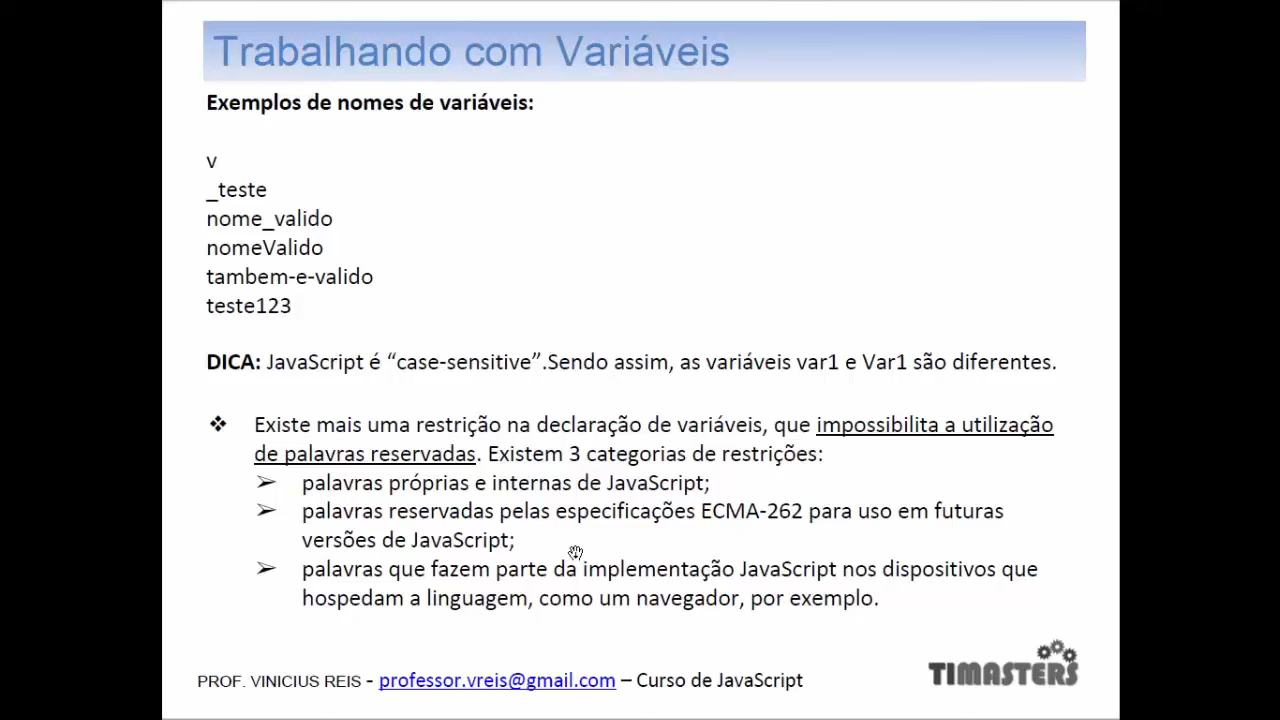 Trabalhando com Variáveis
Exemplos de nomes de variáveis:
v
_teste
nome_valido
nomeValido
tambem-e-valido
teste123
DICA: JavaScript é “case-sensitive”.Sendo assim, as variáveis var1 e Var1 são diferentes.
❖ Existe mais uma restrição na declaração de variáveis, que impossibilita a utilização
de palavras reservadas. Existem 3 categorias de restrições:
➢ palavras próprias e internas de JavaScript;
➢ palavras reservadas pelas especificações ECMA-262 para uso em futuras
versões de JavaScript;
➢ palavras que fazem parte da implementação JavaScript nos dispositivos que
hospedam a linguagem, como um navegador, por exemplo.
PROF. VINICIUS REIS - professor.vreis@gmail.com – Curso de JavaScript
TIMASTERS